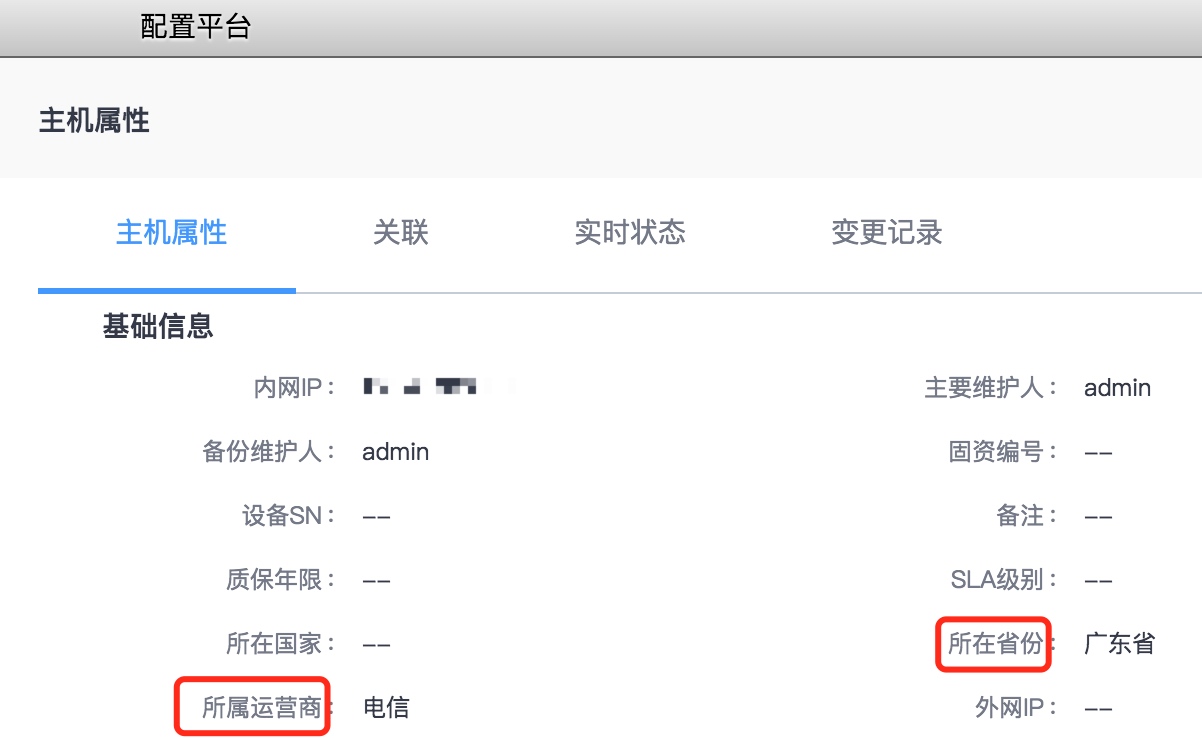 配置平台
主机属性
主机属性 关联 实时状态 变更记录
基础信息
内网IP： 主要维护人： admin
备份维护人： admin 固资编号： --
设备SN： -- 备注： --
质保年限： -- SLA级别： --
所在国家： -- 所在省份： 广东省
所属运营商： 电信 外网IP： --